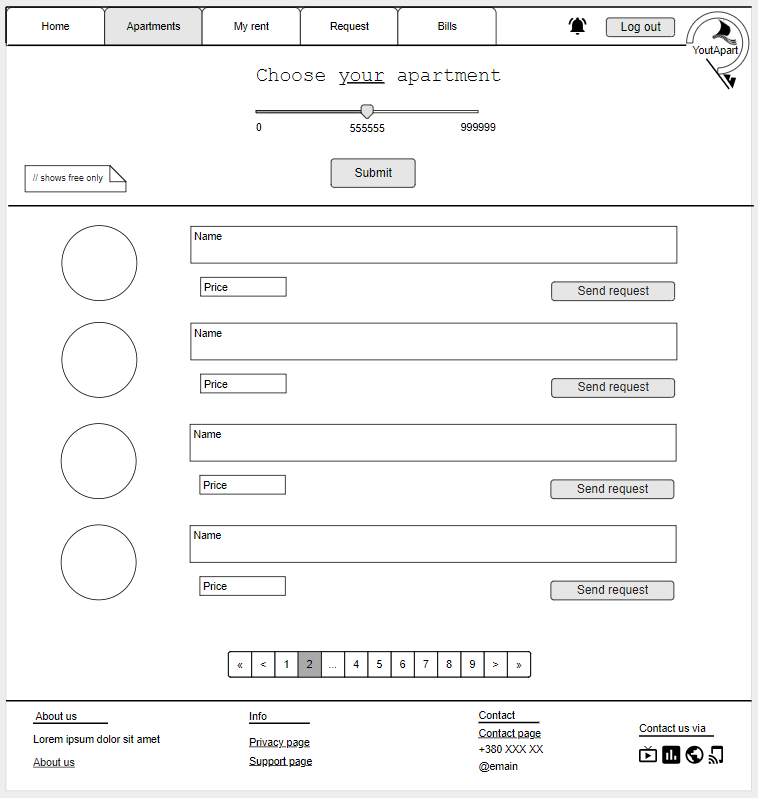 Home Apartments My rent Request Bills Log out
YoutApart
Choose your apartment
0 555555 999999
Submit
// shows free only
Name
Price Send request
Name
Price Send request
Name
Price Send request
Name
Price Send request
« < 1 2 ... 4 5 6 7 8 9 > »
About us
Lorem ipsum dolor sit amet
About us
Info
Privacy page
Support page
Contact
Contact page
+380 XXX XX
@emain
Contact us via